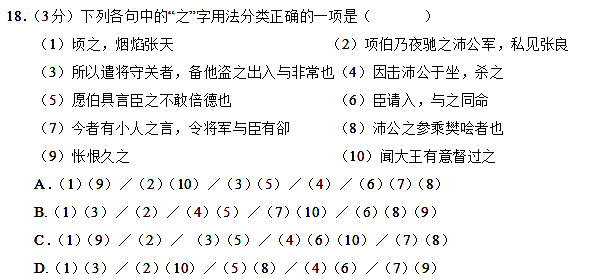 18.（3分）下列各句中的“之”字用法分类正确的一项是（ ）
（1）顷之，烟焰张天 （2）项伯乃夜驰之沛公军，私见张良
（3）所以遣将守关者，备他盗之出入与非常也（4）因击沛公于坐，杀之
（5）愿伯具言臣之不敢倍德也 （6）臣请入，与之同命
（7）今者有小人之言，令将军与臣有卻 （8）沛公之参乘樊哙者也
（9）怅恨久之 （10）闻大王有意督过之
A.（1）（9）／（2）（10）／（3）（5）／（4）／（6）（7）（8）
B.（1）（3）／（2）／（4）（5）／（7）（10）／（6）（8）（9）
C.（1）（9）／（2）／ （3）（5）／（4）（6）（10）／（7）（8）
D.（1）（3）／（2）（10）／（5）（8）／（4）（6）／（7）（9）